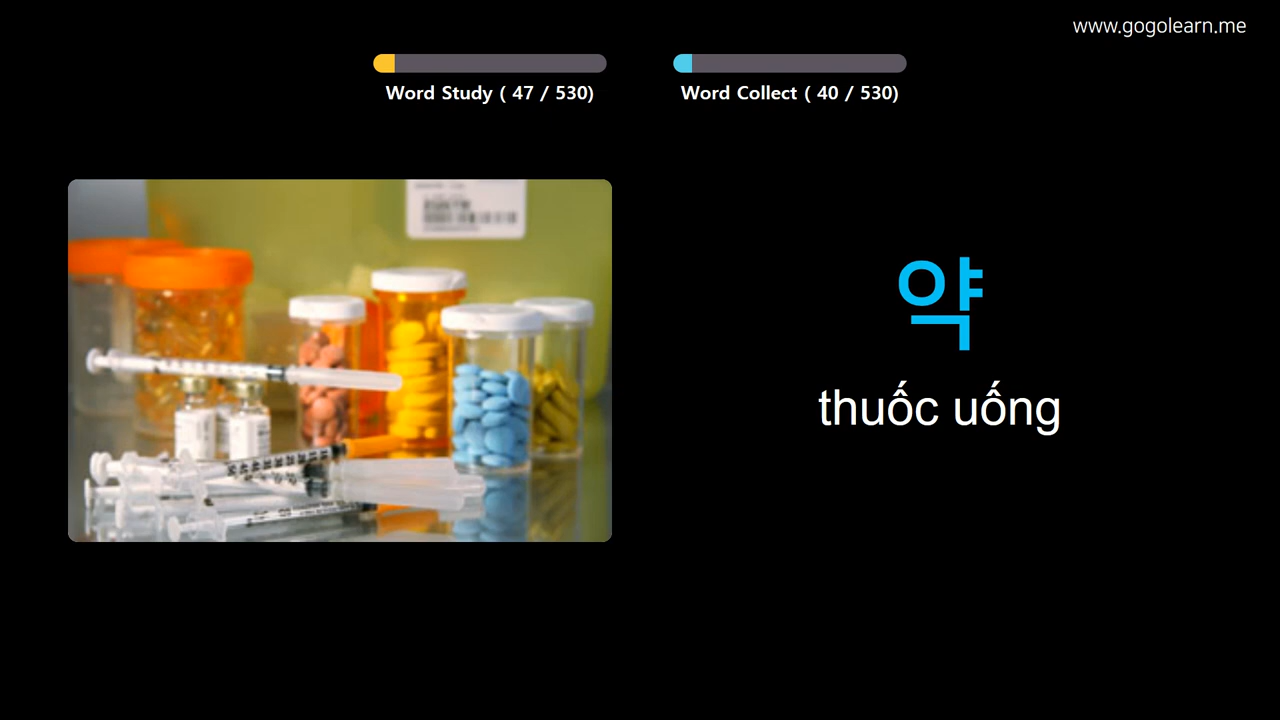 www.gogolearn.me
Word Study ( 47 / 530)
Word Collect ( 40 / 530)
약
thuốc uống